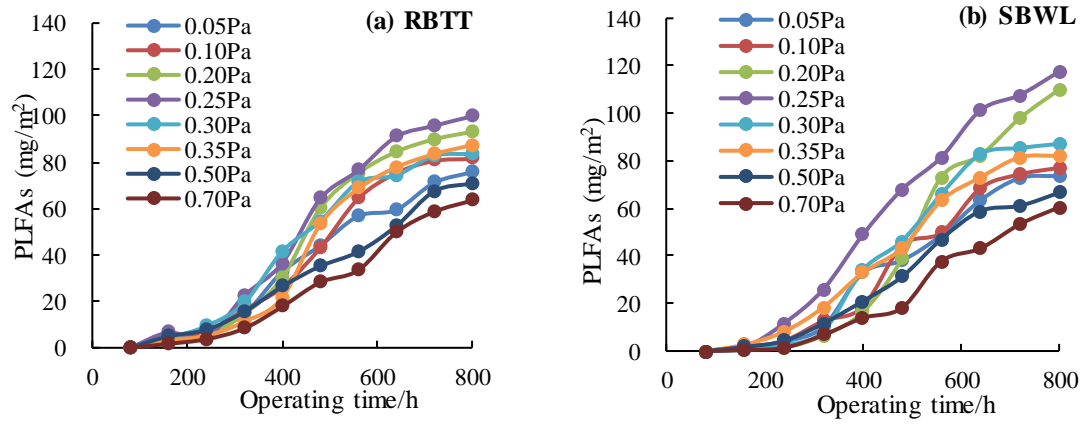 (a) RBTT
PLFAs (mg/m²)
140
120
100
80
60
40
20
0
0.05Pa
0.10Pa
0.20Pa
0.25Pa
0.30Pa
0.35Pa
0.50Pa
0.70Pa
0 200 400 600 800
Operating time/h
(b) SBWL
PLFAs (mg/m²)
140
120
100
80
60
40
20
0
0.05Pa
0.10Pa
0.20Pa
0.25Pa
0.30Pa
0.35Pa
0.50Pa
0.70Pa
0 200 400 600 800
Operating time/h